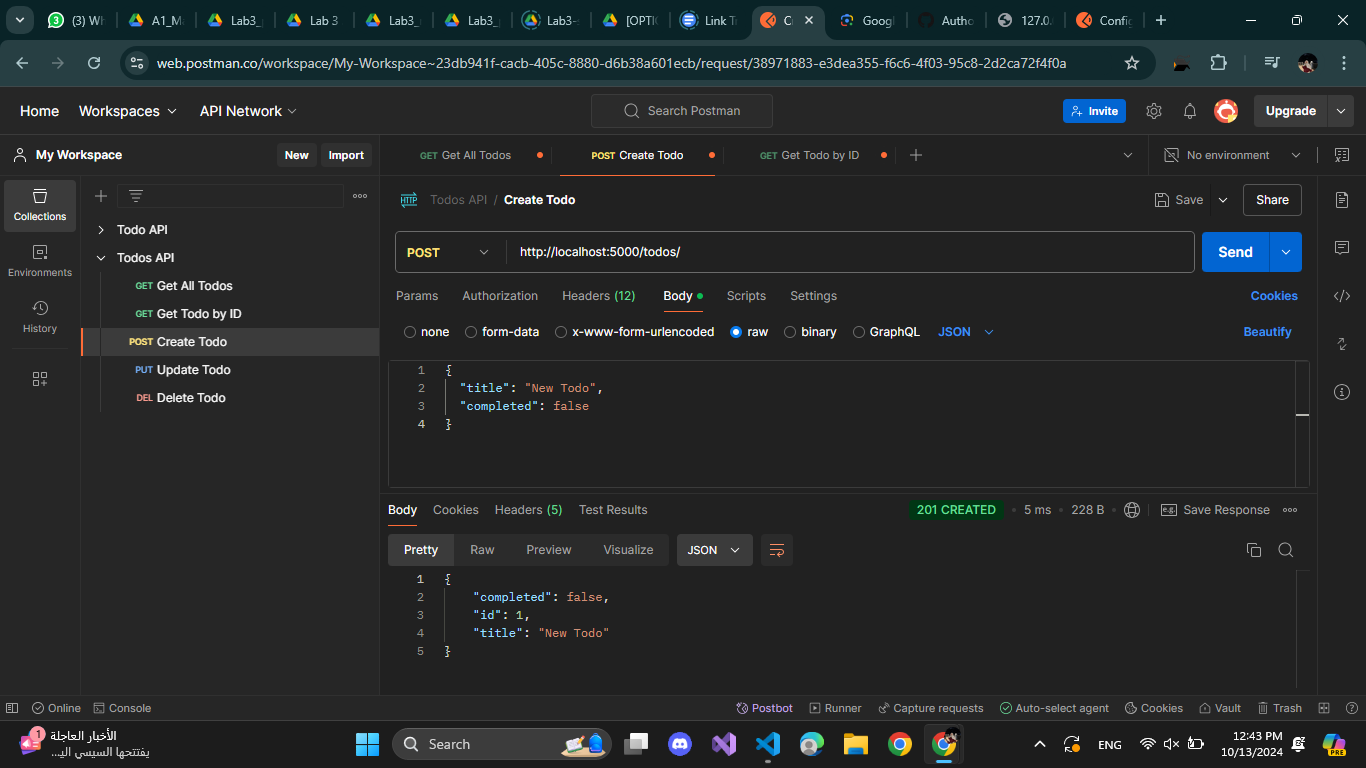 (3) W
A1_M
Lab3_
Lab 3
Lab3_
Lab3_
Lab3-s
[OPTI
Link T
C
Googl
Autho
127.0.
Config
web.postman.co/workspace/My-Workspace~23db941f-cacb-405c-8880-d6b38a601ecb/request/38971883-e3dea355-f6c6-4f03-95c8-2d2ca72f4f0a
Home Workspaces API Network Search Postman Invite Upgrade
My Workspace New Import GET Get All Todos POST Create Todo GET Get Todo by ID No environment
Collections
Environments
History
Todo API
Todos API
GET Get All Todos
GET Get Todo by ID
POST Create Todo
PUT Update Todo
DEL Delete Todo
HTTP Todos API / Create Todo Save Share
POST http://localhost:5000/todos/ Send
Params Authorization Headers (12) Body Scripts Settings Cookies
none form-data x-www-form-urlencoded raw binary GraphQL JSON Beautify
1 {
2 "title": "New Todo",
3 "completed": false
4 }
Body Cookies Headers (5) Test Results 201 CREATED 5 ms 228 B e.g. Save Response
Pretty Raw Preview Visualize JSON
1 {
2 "completed": false,
3 "id": 1,
4 "title": "New Todo"
5 }
Online Console Postbot Runner Capture requests Auto-select agent Cookies Vault Trash
1
الأخبار العاجلة
يفتتحها السيسي الي...
Search
ENG
12:43 PM
10/13/2024
PRE